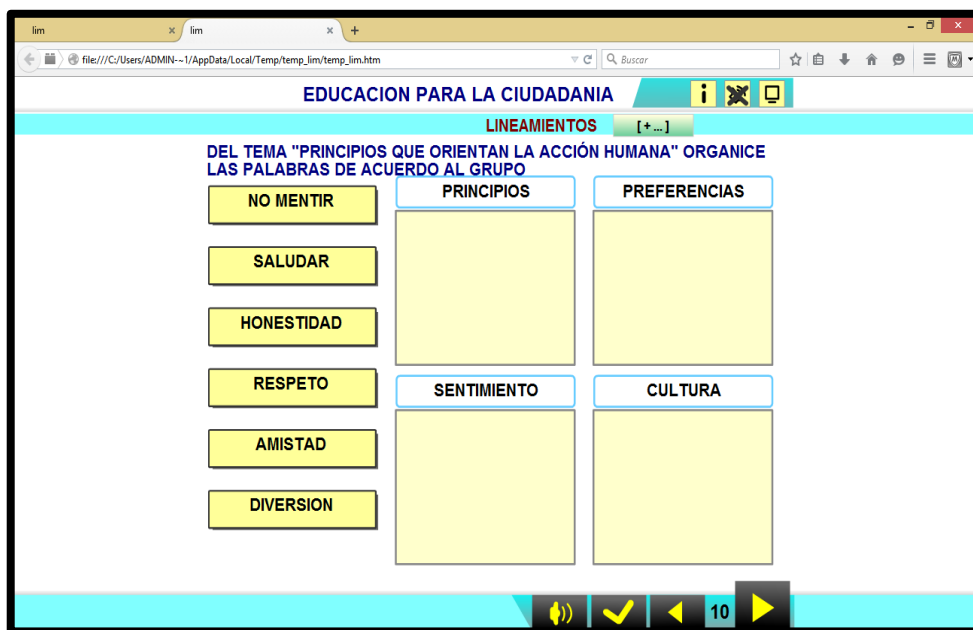 lim
lim
file:///C:/Users/ADMIN-~1/AppData/Local/Temp/temp_lim/temp_lim.htm
Buscar
EDUCACION PARA LA CIUDADANIA
i
LINEAMIENTOS
[+...]
DEL TEMA "PRINCIPIOS QUE ORIENTAN LA ACCIÓN HUMANA" ORGANICE
LAS PALABRAS DE ACUERDO AL GRUPO
NO MENTIR
SALUDAR
HONESTIDAD
RESPETO
AMISTAD
DIVERSION
PRINCIPIOS
PREFERENCIAS
SENTIMIENTO
CULTURA
10